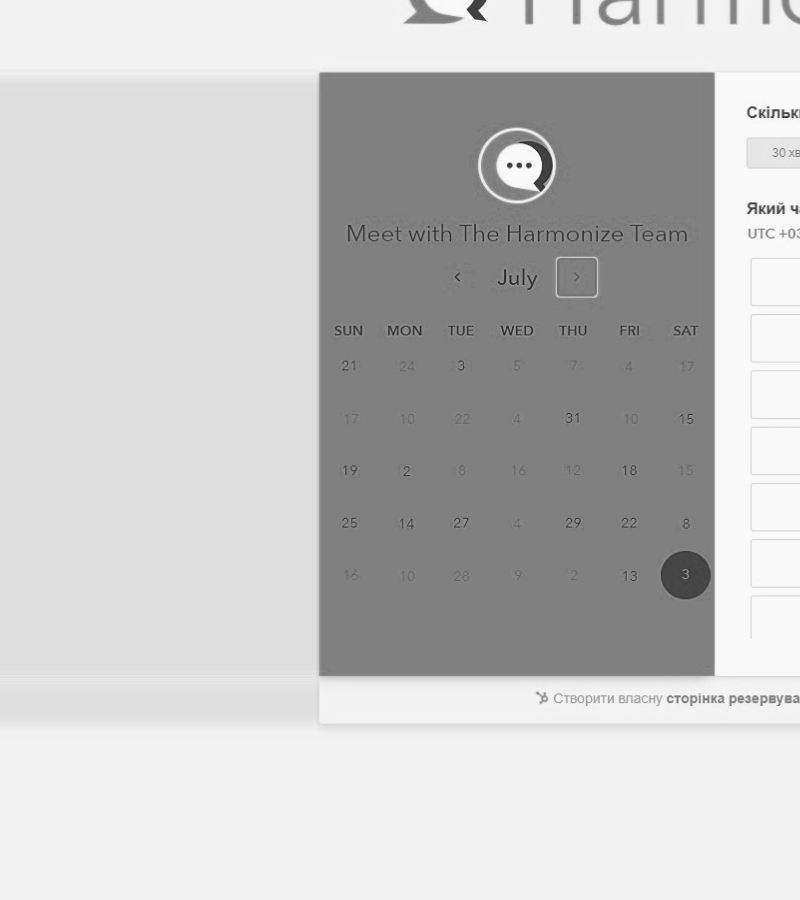 Harmo
Скільк
30 хв
Meet with The Harmonize Team
Який ч
UTC +03
‹ July ›
SUN MON TUE WED THU FRI SAT
21 24 3 5 7 4 17
17 10 22 4 31 10 15
19 2 8 16 12 18 15
25 14 27 4 29 22 8
16 10 28 9 2 13 3
Створити власну сторінка резервува